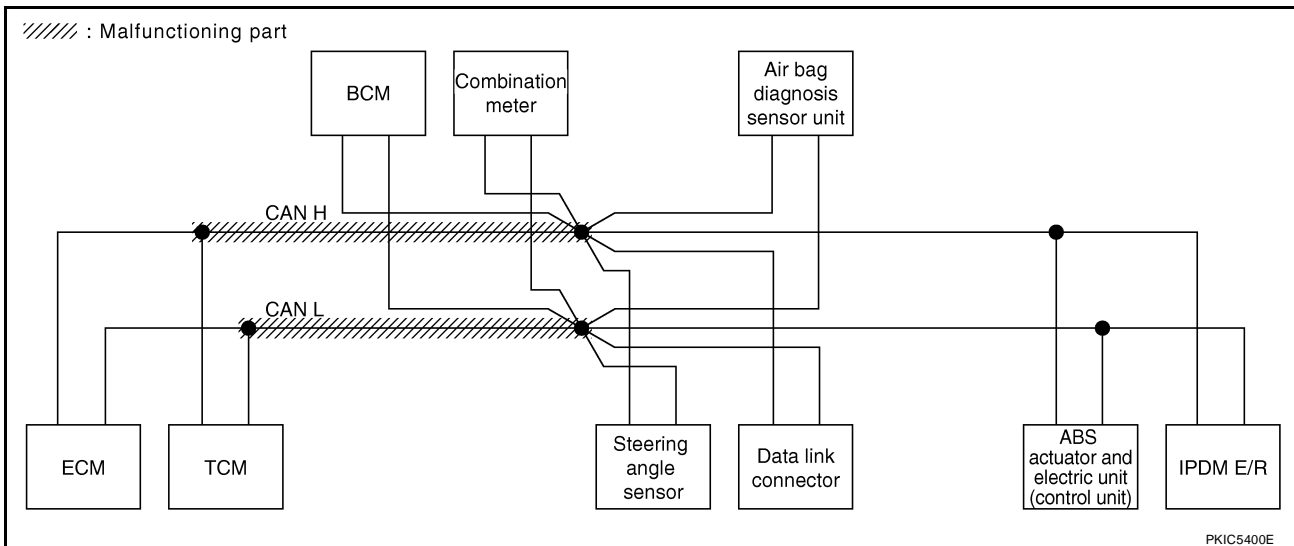 : Malfunctioning part
BCM
Combination
meter
Air bag
diagnosis
sensor unit
CAN H
CAN L
ECM
TCM
Steering
angle
sensor
Data link
connector
ABS
actuator and
electric unit
(control unit)
IPDM E/R
PKIC5400E